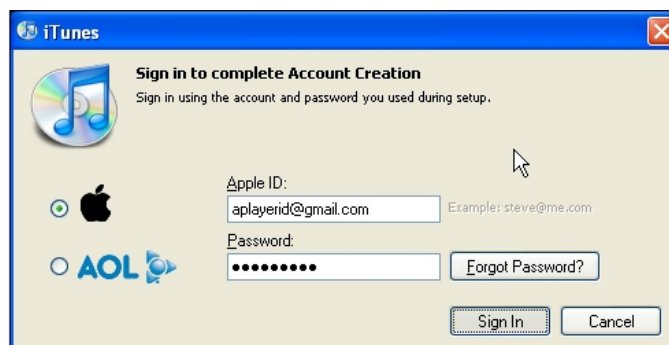 iTunes
Sign in to complete Account Creation
Sign in using the account and password you used during setup.
Apple ID:
aplayerid@gmail.com
Example: steve@me.com
AOL
Password:
•••••••••
Forgot Password?
Sign In
Cancel